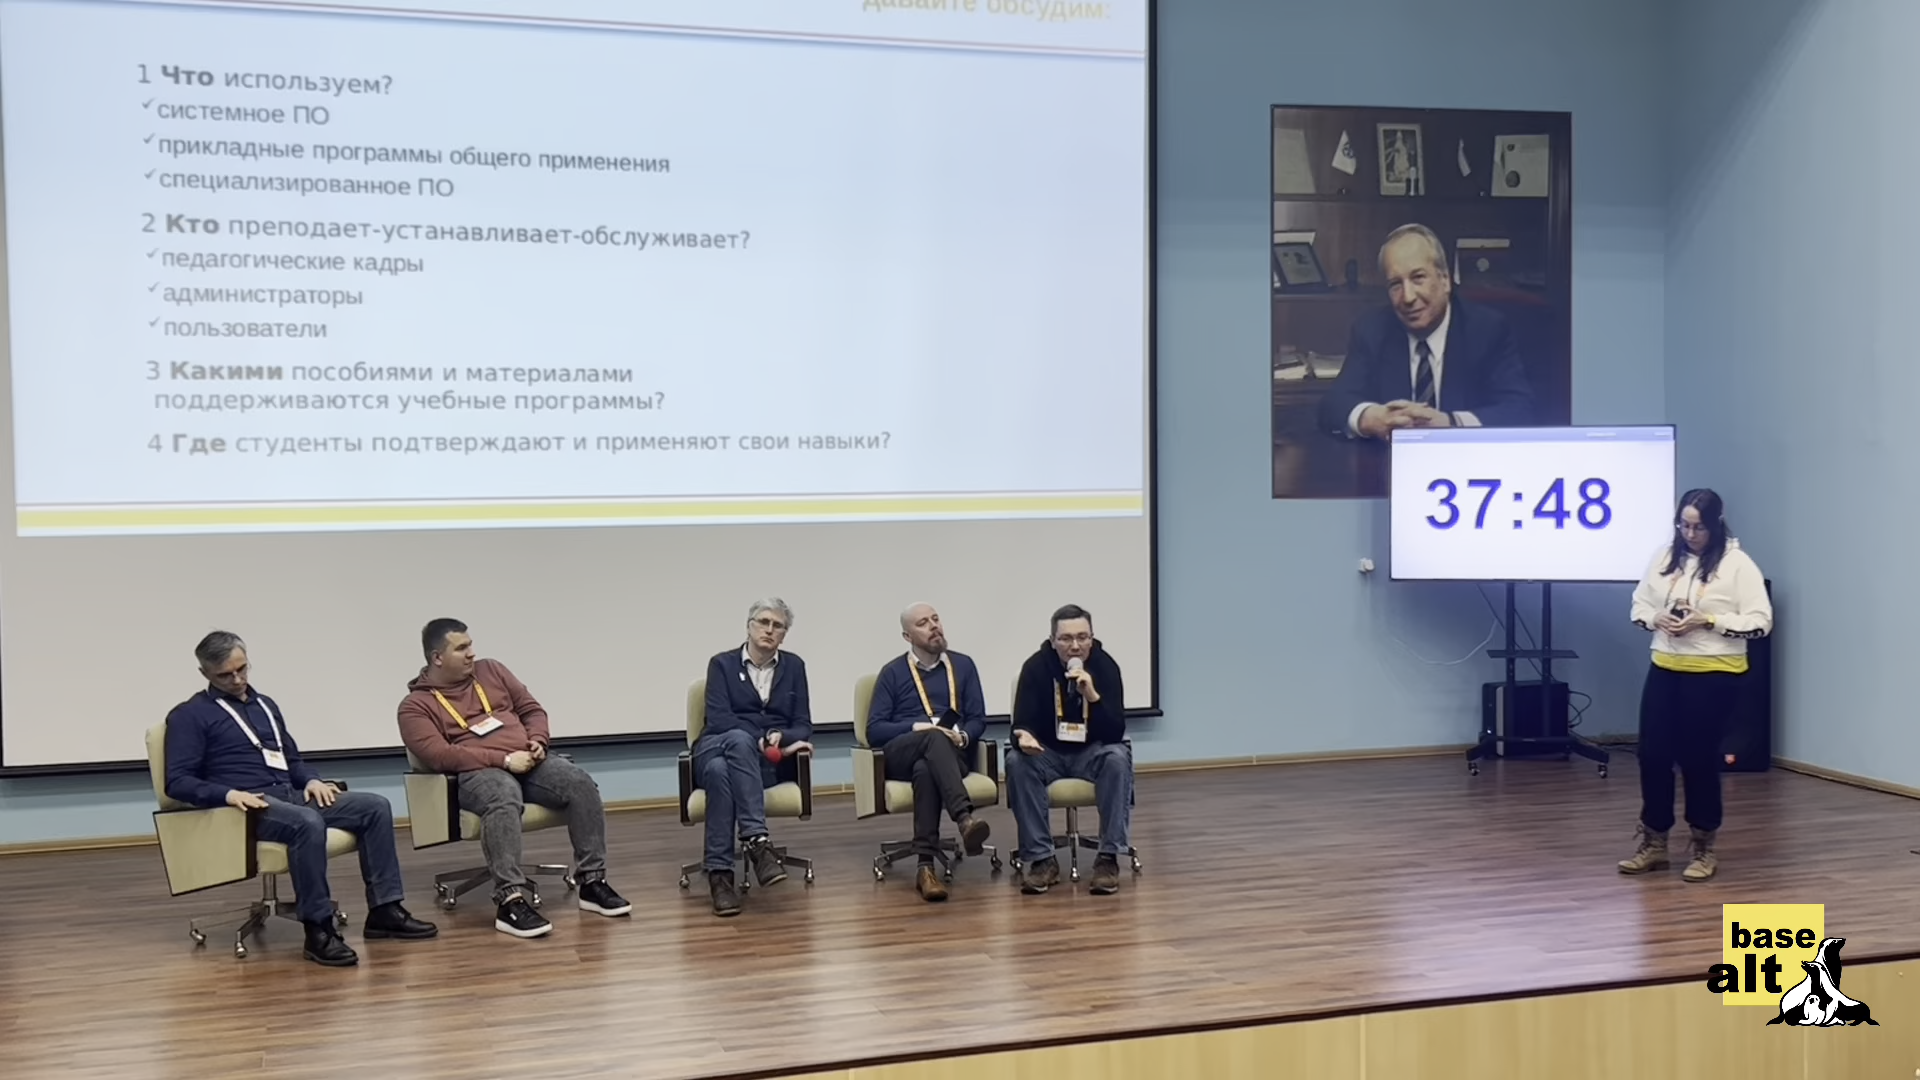 давайте обсудим:
1 Что используем?
✓системное ПО
✓прикладные программы общего применения
✓специализированное ПО
2 Кто преподает-устанавливает-обслуживает?
✓педагогические кадры
✓администраторы
✓пользователи
3 Какими пособиями и материалами
поддерживаются учебные программы?
4 Где студенты подтверждают и применяют свои навыки?
37:48
base
alt